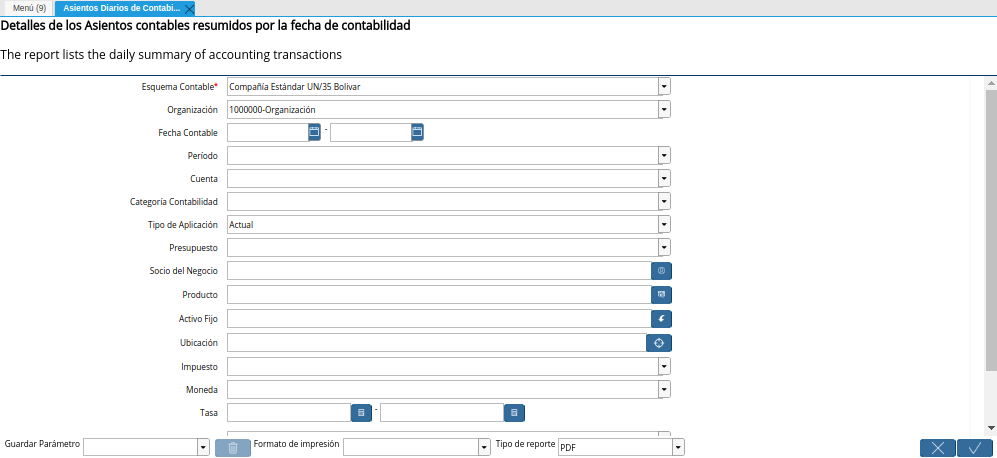 Menú (9)
Asientos Diarios de Contabi...
Detalles de los Asientos contables resumidos por la fecha de contabilidad
The report lists the daily summary of accounting transactions
Esquema Contable* Compañía Estándar UN/35 Bolivar
Organización 1000000-Organización
Fecha Contable -
Período
Cuenta
Categoría Contabilidad
Tipo de Aplicación Actual
Presupuesto
Socio del Negocio
Producto
Activo Fijo
Ubicación
Impuesto
Moneda
Tasa -
Guardar Parámetro Formato de impresión Tipo de reporte PDF